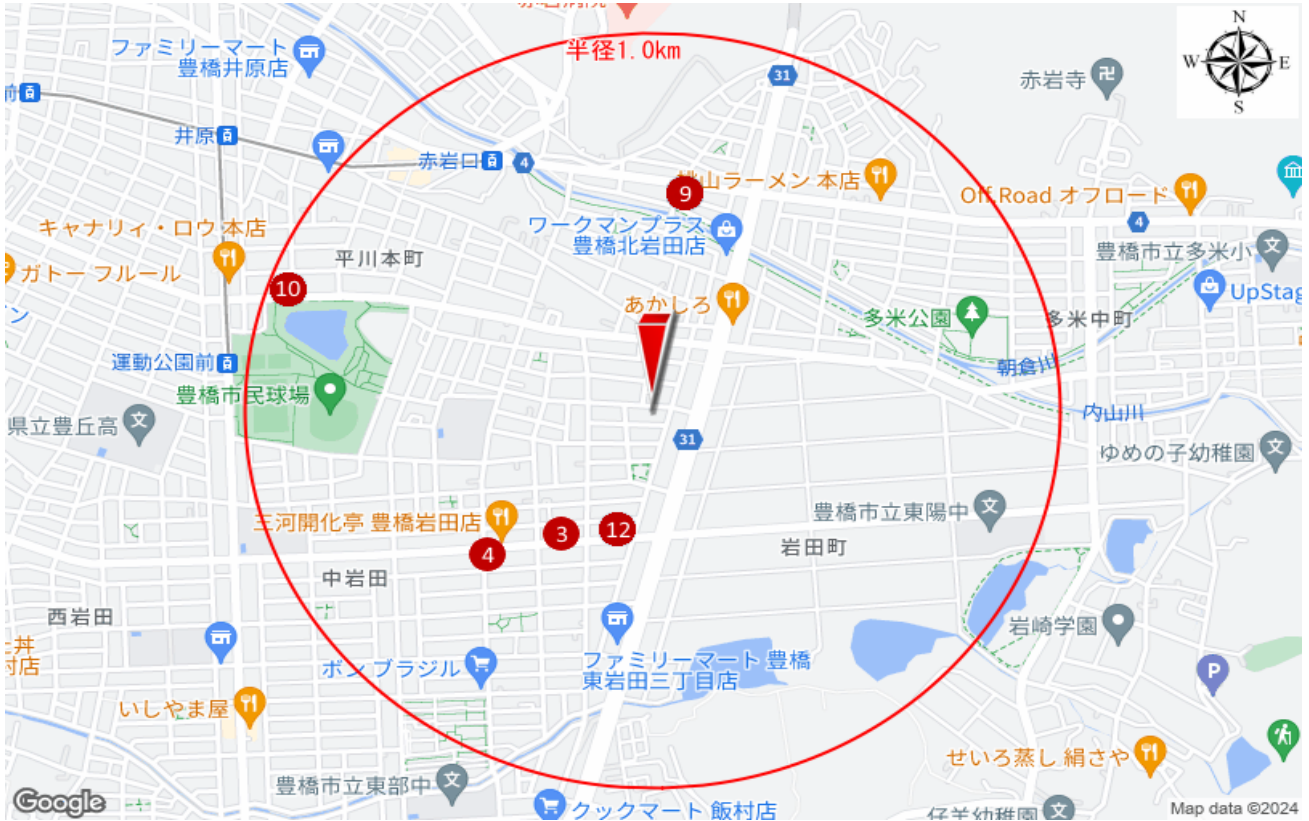 半径1.0km
N
W
E
S
31
ファミリーマート
豊橋井原店
赤岩寺
井原
赤岩口
4
桃山ラーメン 本店
9
Off Road オフロード
4
キャナリィ・ロウ 本店
ワークマンプラス
豊橋北岩田店
豊橋市立多米小
ガトー フルール
平川本町
10
あかしろ
UpStag
ン
多米公園
多米中町
運動公園前
朝倉川
豊橋市民球場
内山川
県立豊丘高
31
ゆめの子幼稚園
三河開化亭 豊橋岩田店
豊橋市立東陽中
3
12
4
岩田町
中岩田
西岩田
岩崎学園
ファミリーマート 豊橋
東岩田三丁目店
ボン ブラジル
P
いしやま屋
せいろ蒸し 絹さや
豊橋市立東部中
Google
クックマート 飯村店
仔羊幼稚園
Map data ©2024